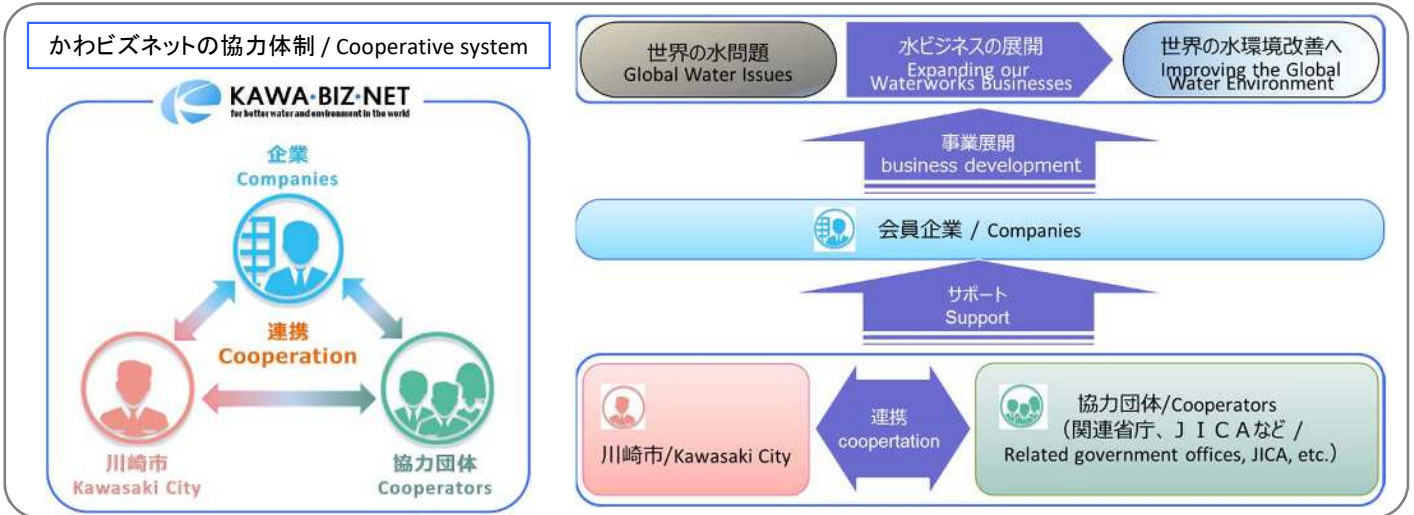 かわビズネットの協力体制 / Cooperative system
KAWA·BIZ·NET
for better water and environment in the world
企業
Companies
連携
Cooperation
川崎市
Kawasaki City
協力団体
Cooperators
世界の水問題
Global Water Issues
水ビジネスの展開
Expanding our
Waterworks Businesses
世界の水環境改善へ
Improving the Global
Water Environment
事業展開
business development
会員企業 / Companies
サポート
Support
川崎市/Kawasaki City
連携
coopertation
協力団体/Cooperators
（関連省庁、ＪＩＣＡなど /
Related government offices, JICA, etc.）